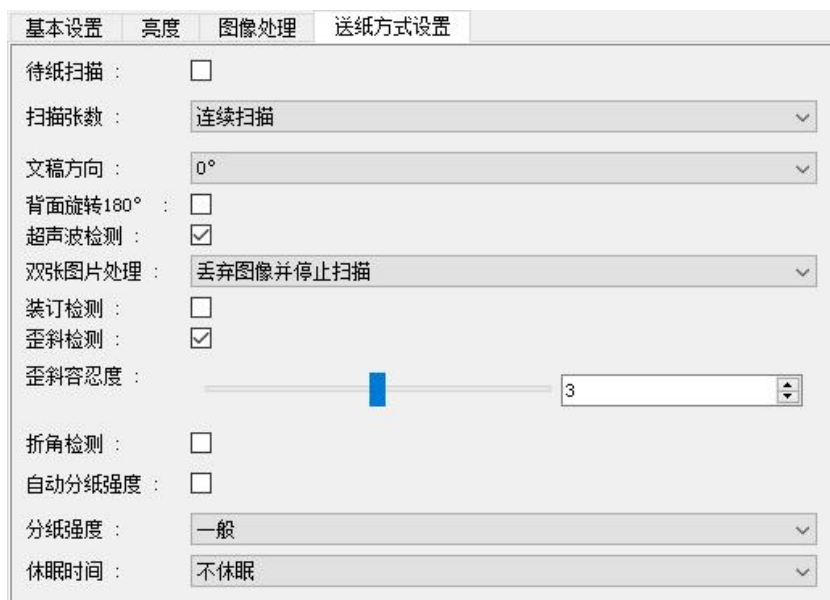 基本设置 亮度 图像处理 送纸方式设置
待纸扫描 :
扫描张数 : 连续扫描
文稿方向 : 0°
背面旋转180° :
超声波检测 :
双张图片处理 : 丢弃图像并停止扫描
装订检测 :
歪斜检测 :
歪斜容忍度 : 3
折角检测 :
自动分纸强度 :
分纸强度 : 一般
休眠时间 : 不休眠